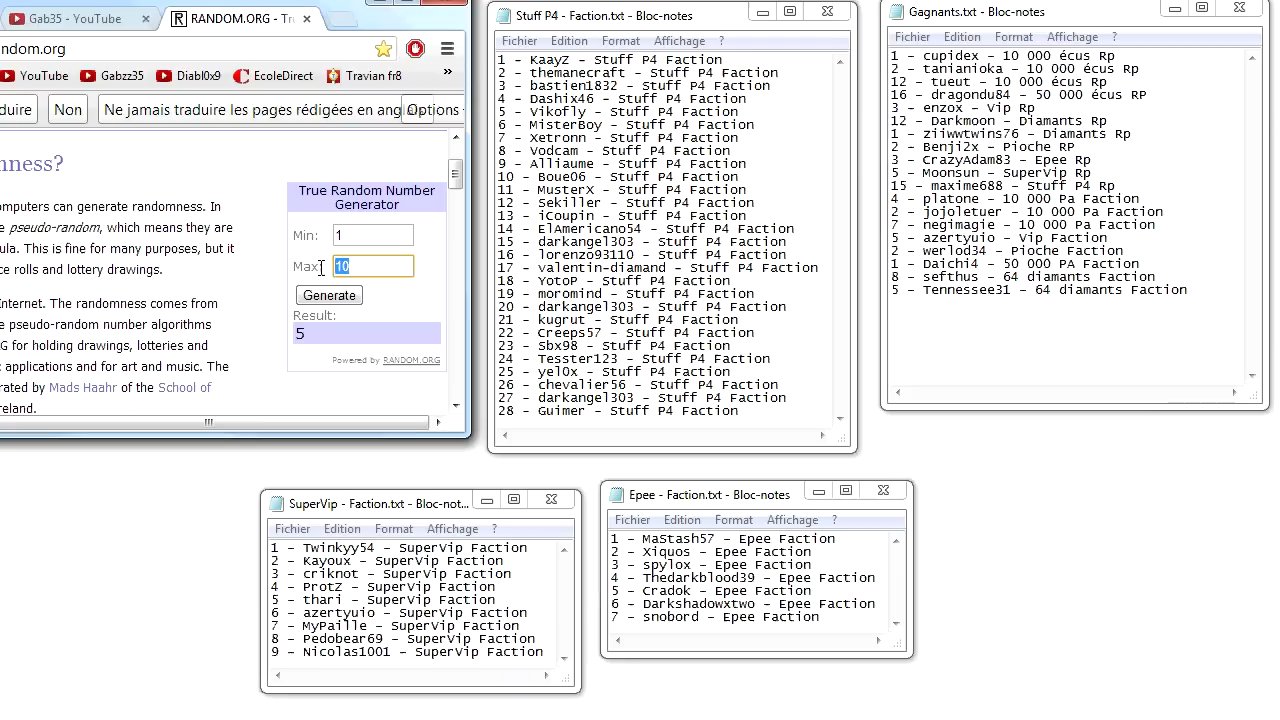 Gab35 - YouTube
RANDOM.ORG - Tr
ndom.org
YouTube
Gabzz35
Diabl0x9
EcoleDirect
Travian fr8
»
duire
Non
Ne jamais traduire les pages rédigées en anglais
Options
mness?
omputers can generate randomness. In
e pseudo-random, which means they are
ula. This is fine for many purposes, but it
ce rolls and lottery drawings.
Internet. The randomness comes from
e pseudo-random number algorithms
G for holding drawings, lotteries and
applications and for art and music. The
rated by Mads Haahr of the School of
reland.
True Random Number
Generator
Min: 1
Max: 10
Generate
Result:
5
Powered by RANDOM.ORG
Stuff P4 - Faction.txt - Bloc-notes
Fichier Edition Format Affichage ?
1 - KaayZ - Stuff P4 Faction
2 - themanecraft - Stuff P4 Faction
3 - bastien1832 - Stuff P4 Faction
4 - Dashix46 - Stuff P4 Faction
5 - Vikofly - Stuff P4 Faction
6 - MisterBoy - Stuff P4 Faction
7 - Xetronn - Stuff P4 Faction
8 - Vodcam - Stuff P4 Faction
9 - Alliaume - Stuff P4 Faction
10 - Boue06 - Stuff P4 Faction
11 - MusterX - Stuff P4 Faction
12 - Sekiller - Stuff P4 Faction
13 - iCoupin - Stuff P4 Faction
14 - ElAmericano54 - Stuff P4 Faction
15 - darkangel303 - Stuff P4 Faction
16 - lorenzo93110 - Stuff P4 Faction
17 - valentin-diamand - Stuff P4 Faction
18 - YotoP - Stuff P4 Faction
19 - moromind - Stuff P4 Faction
20 - darkangel303 - Stuff P4 Faction
21 - kugrut - Stuff P4 Faction
22 - Creeps57 - Stuff P4 Faction
23 - Sbx98 - Stuff P4 Faction
24 - Tesster123 - Stuff P4 Faction
25 - yel0x - Stuff P4 Faction
26 - chevalier56 - Stuff P4 Faction
27 - darkangel303 - Stuff P4 Faction
28 - Guimer - Stuff P4 Faction
Gagnants.txt - Bloc-notes
Fichier Edition Format Affichage ?
1 - cupidex - 10 000 écus Rp
2 - tanianioka - 10 000 écus Rp
12 - tueut - 10 000 écus Rp
16 - dragondu84 - 50 000 écus RP
3 - enzox - Vip Rp
12 - Darkmoon - Diamants Rp
1 - ziiwwtwins76 - Diamants Rp
2 - Benji2x - Pioche RP
3 - CrazyAdam83 - Epee Rp
5 - Moonsun - SuperVip Rp
15 - maxime688 - Stuff P4 Rp
4 - platone - 10 000 Pa Faction
2 - jojoletuer - 10 000 Pa Faction
7 - negimagie - 10 000 Pa Faction
5 - azertyuio - Vip Faction
2 - werlod34 - Pioche Faction
1 - Daichi4 - 50 000 PA Faction
8 - sefthus - 64 diamants Faction
5 - Tennessee31 - 64 diamants Faction
SuperVip - Faction.txt - Bloc-not...
Fichier Edition Format Affichage ?
1 - Twinkyy54 - SuperVip Faction
2 - Kayoux - SuperVip Faction
3 - criknot - SuperVip Faction
4 - ProtZ - SuperVip Faction
5 - thari - SuperVip Faction
6 - azertyuio - SuperVip Faction
7 - MyPaille - SuperVip Faction
8 - Pedobear69 - SuperVip Faction
9 - Nicolas1001 - SuperVip Faction
Epee - Faction.txt - Bloc-notes
Fichier Edition Format Affichage ?
1 - MaStash57 - Epee Faction
2 - Xiquos - Epee Faction
3 - spylox - Epee Faction
4 - Thedarkblood39 - Epee Faction
5 - Cradok - Epee Faction
6 - Darkshadowxtwo - Epee Faction
7 - snobord - Epee Faction